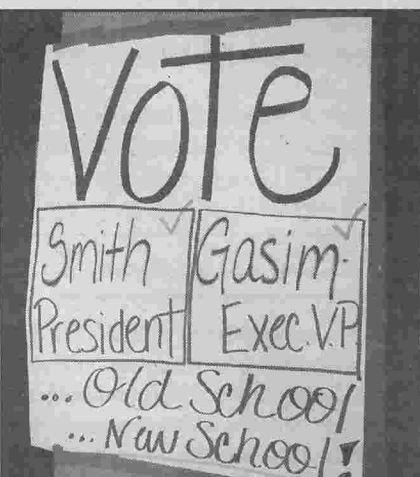 Vote
Smith Gasim
President Exec. V.P.
...Old School
...New School!